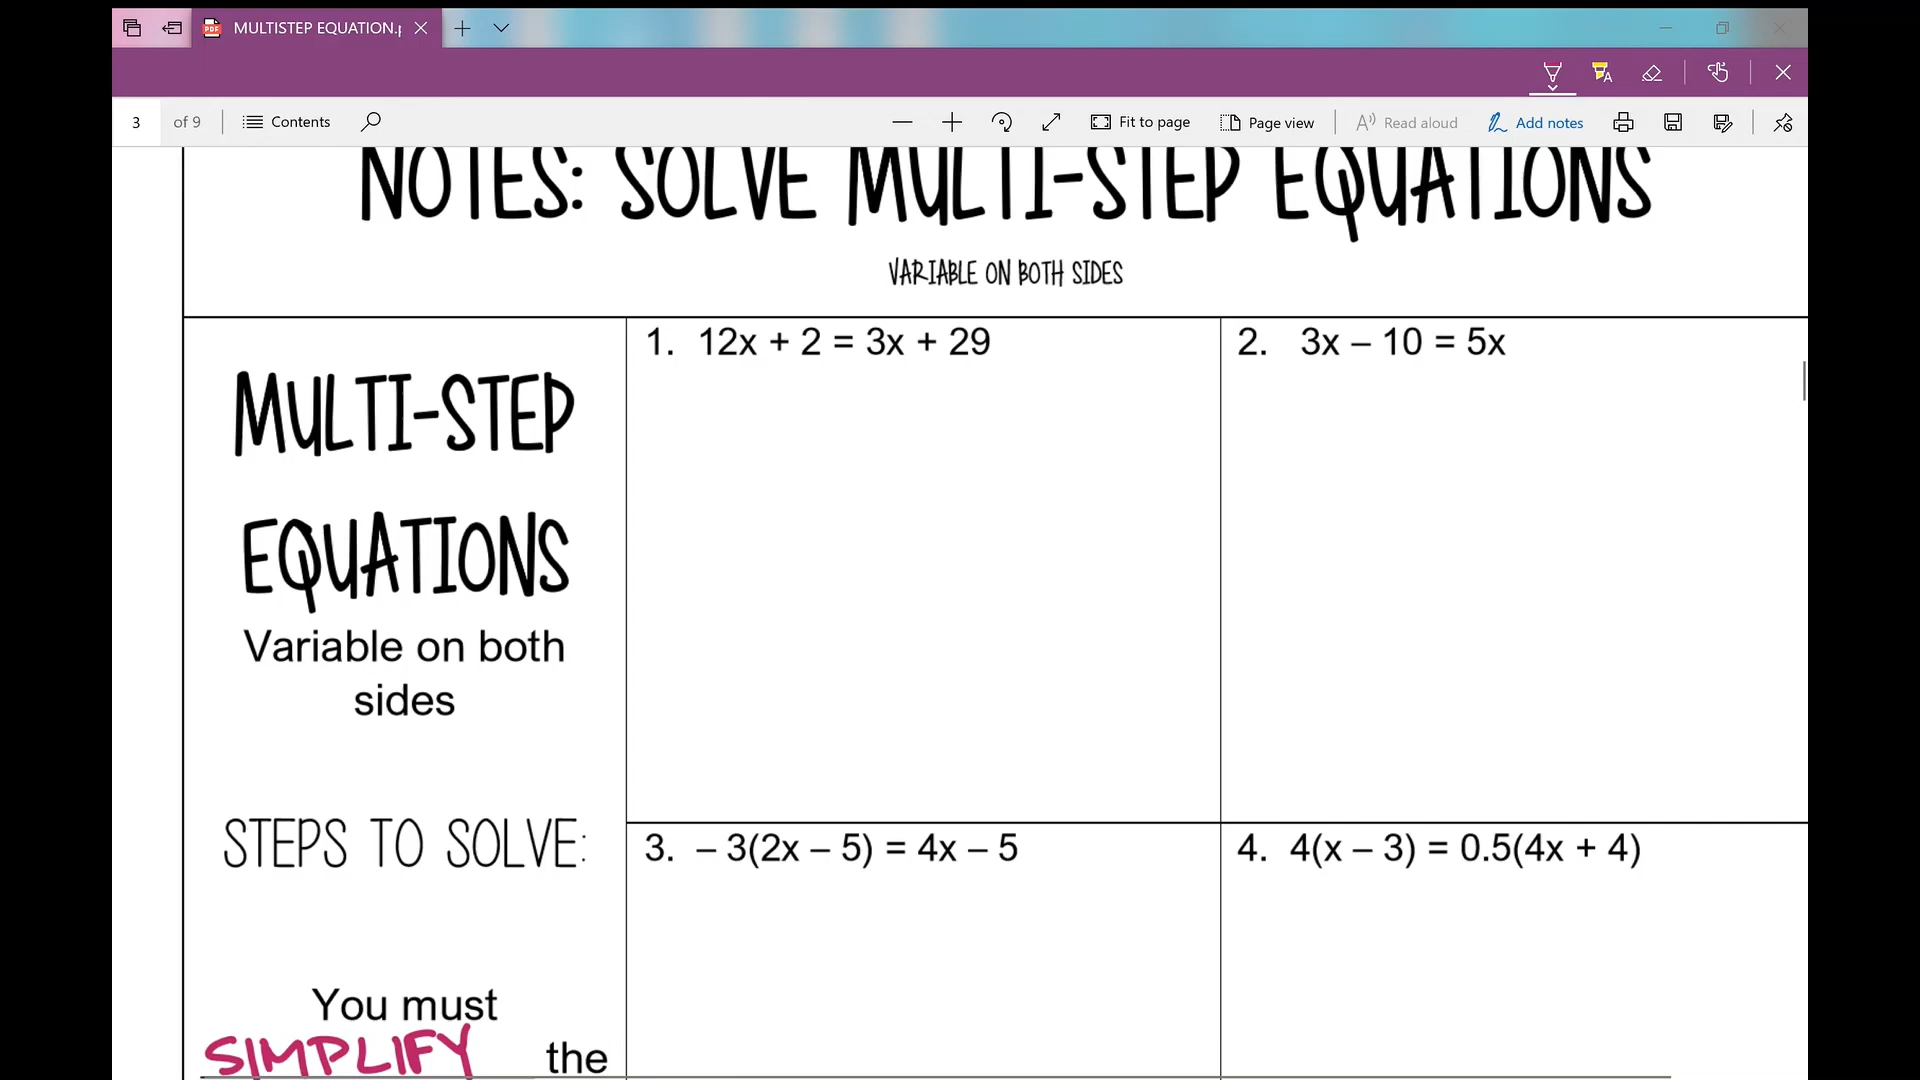 MULTISTEP EQUATION.p
3 of 9 Contents Fit to page Page view Read aloud Add notes
NOTES: SOLVE MULTI-STEP EQUATIONS
VARIABLE ON BOTH SIDES
MULTI-STEP
EQUATIONS
Variable on both
sides
STEPS TO SOLVE:
You must
SIMPLIFY the
1. 12x + 2 = 3x + 29
2. 3x – 10 = 5x
3. – 3(2x – 5) = 4x – 5
4. 4(x – 3) = 0.5(4x + 4)